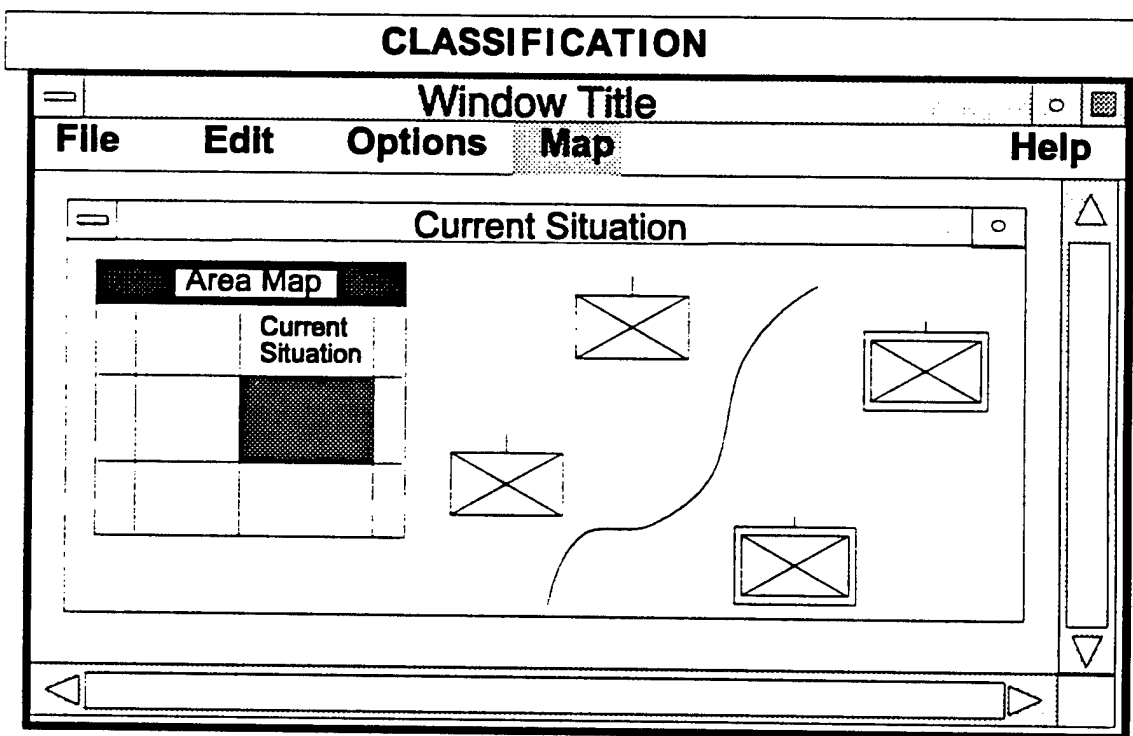 CLASSIFICATION
Window Title
File Edit Options Map Help
Current Situation
Area Map
Current
Situation